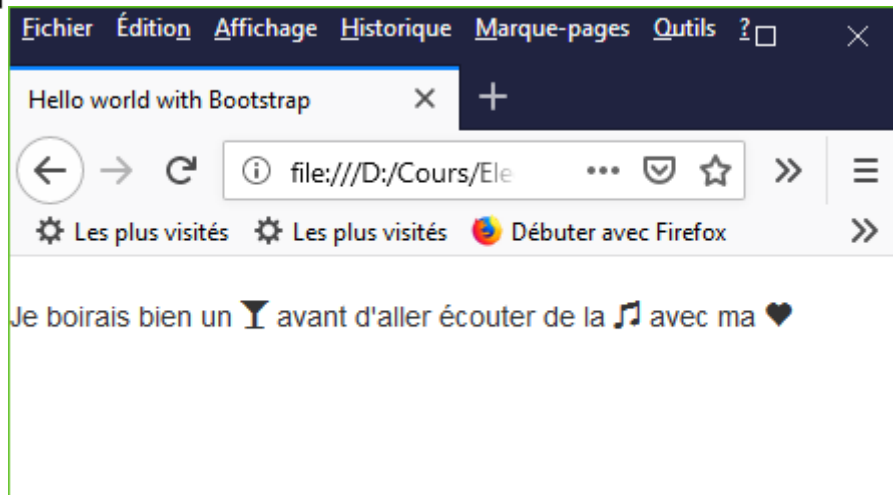 Fichier Édition Affichage Historique Marque-pages Outils ?
Hello world with Bootstrap
file:///D:/Cours/Ele
Les plus visités Les plus visités Débuter avec Firefox
Je boirais bien un avant d'aller écouter de la avec ma